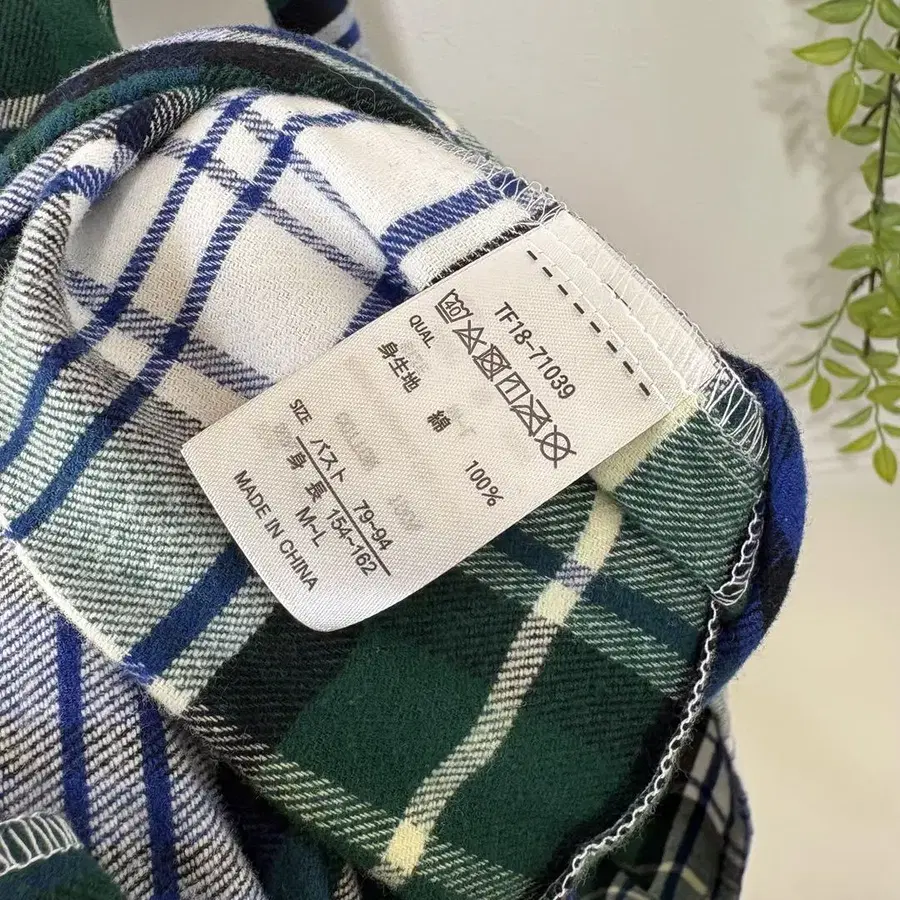 TF18-71039
40
QUAL
身生地 綿 100%
SIZE
バスト 79~94
身長 154~162
M~L
MADE IN CHINA